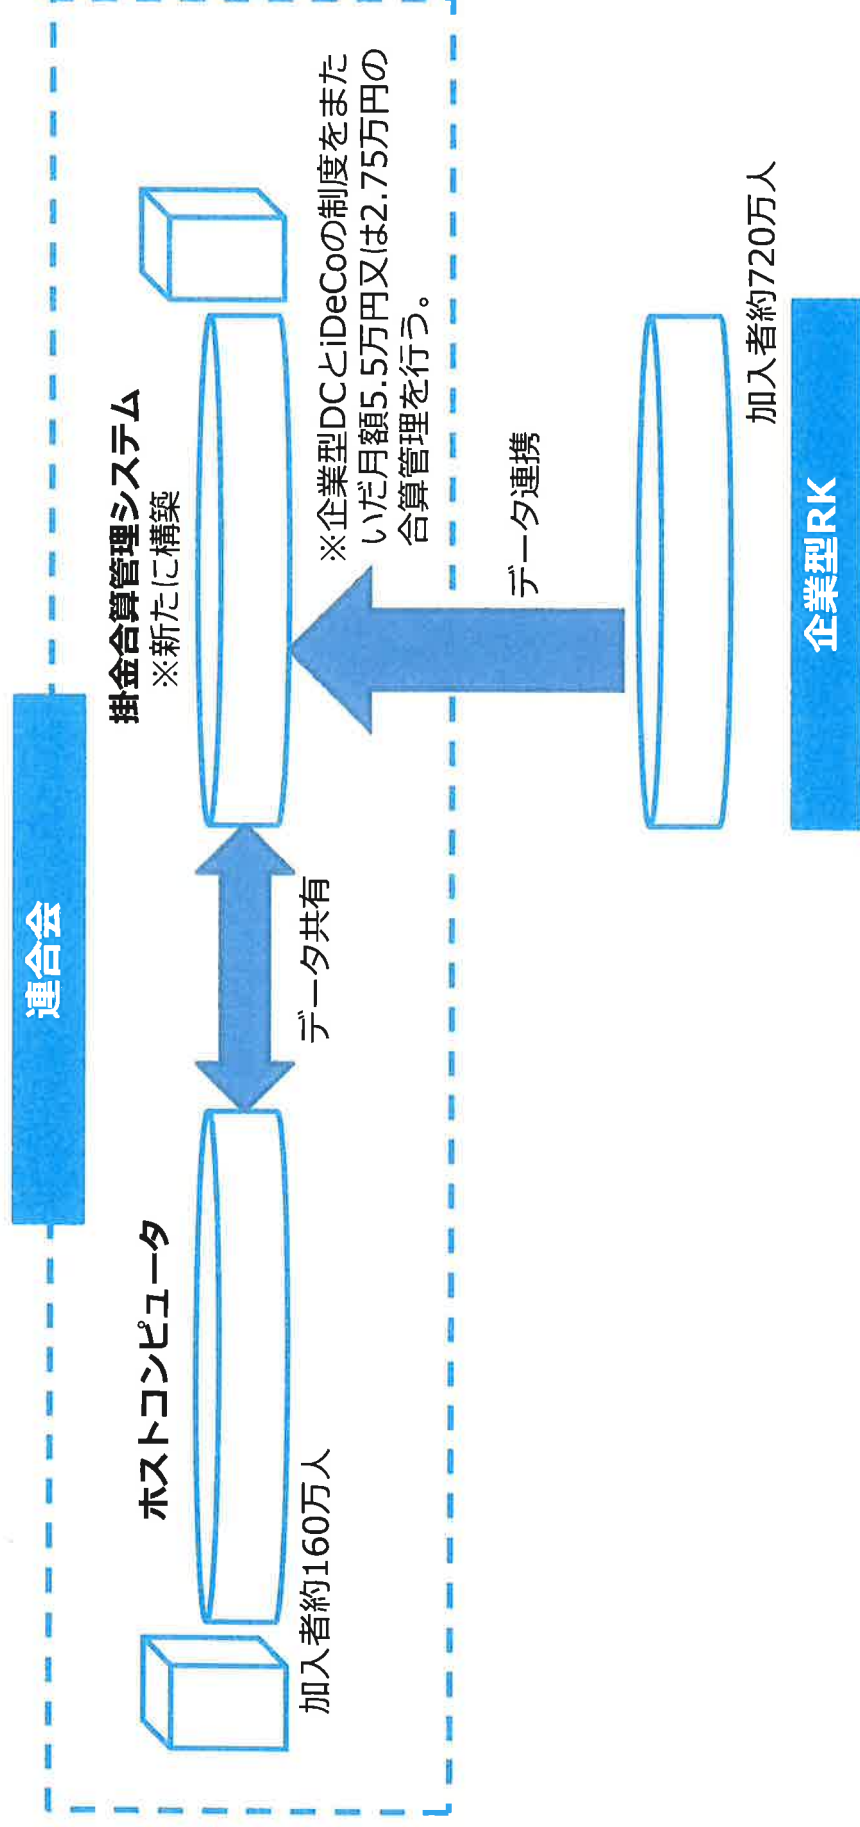 連合会
ホストコンピュータ
加入者約160万人
データ共有
掛金合算管理システム
※新たに構築
※企業型DCとiDeCoの制度をまた
いだ月額5.5万円又は2.75万円の
合算管理を行う。
データ連携
加入者約720万人
企業型RK